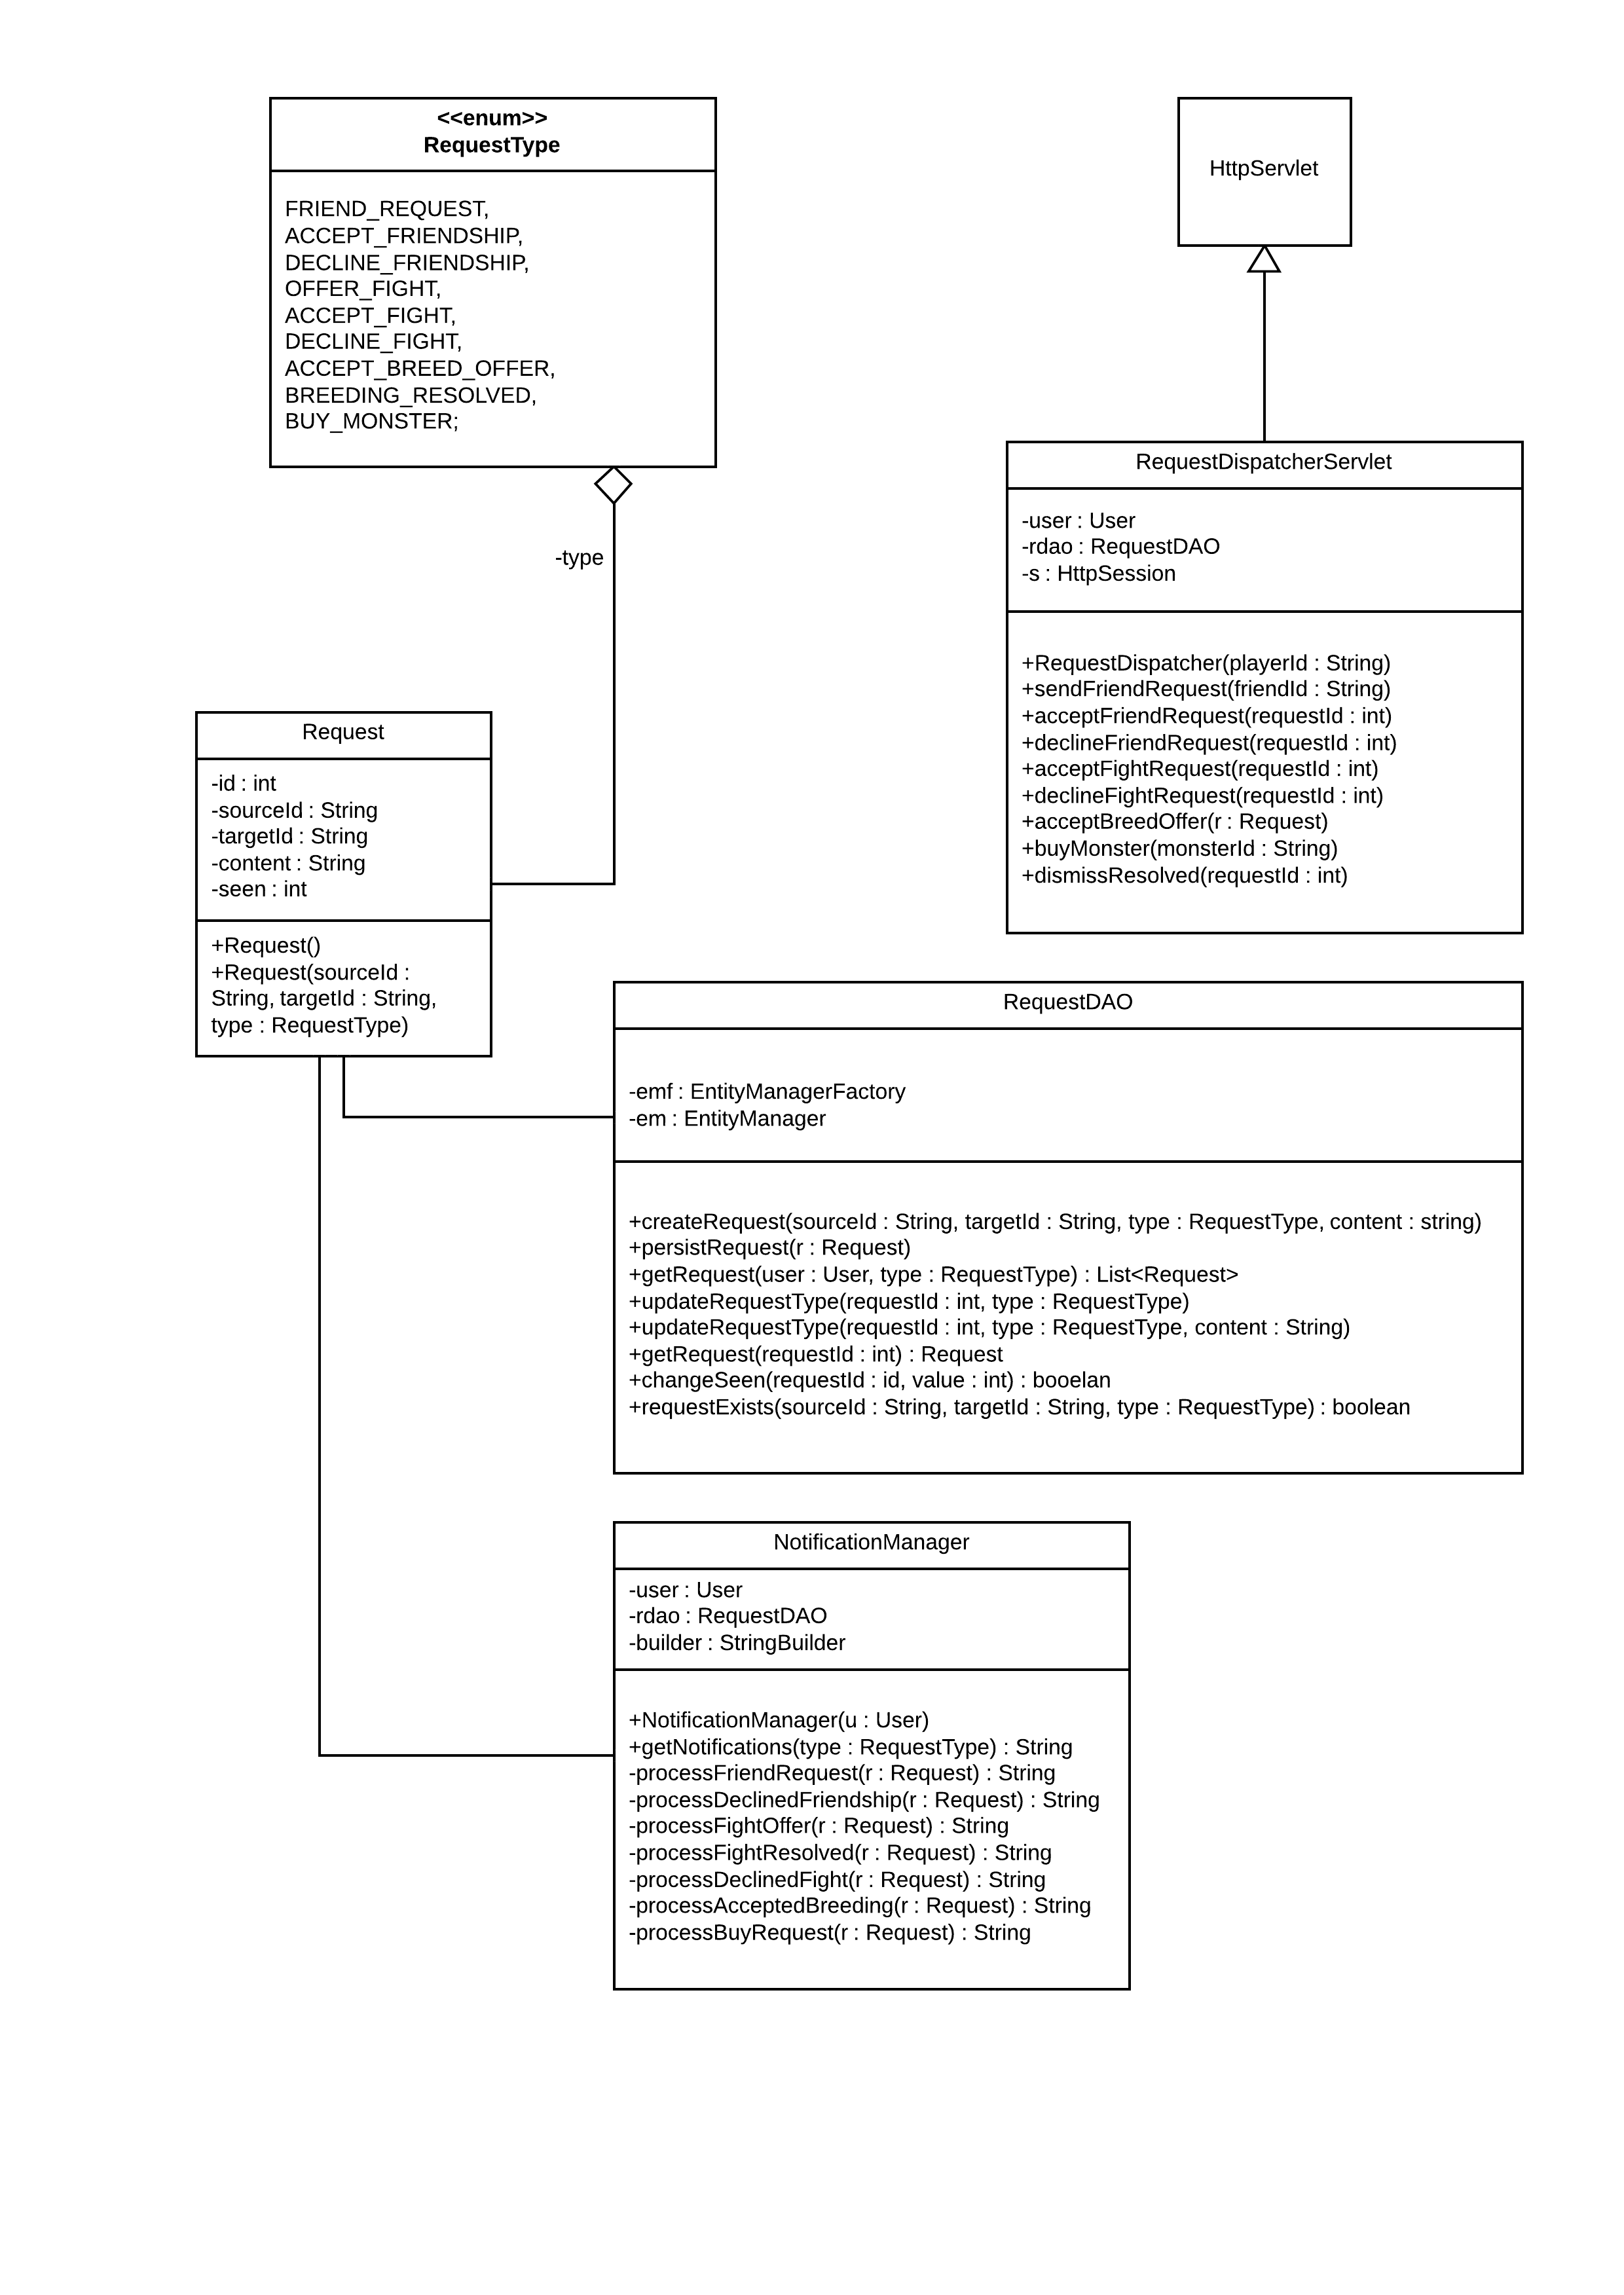 <<enum>>
RequestType
FRIEND_REQUEST,
ACCEPT_FRIENDSHIP,
DECLINE_FRIENDSHIP,
OFFER_FIGHT,
ACCEPT_FIGHT,
DECLINE_FIGHT,
ACCEPT_BREED_OFFER,
BREEDING_RESOLVED,
BUY_MONSTER;
HttpServlet
-type
RequestDispatcherServlet
-user : User
-rdao : RequestDAO
-s : HttpSession
+RequestDispatcher(playerId : String)
+sendFriendRequest(friendId : String)
+acceptFriendRequest(requestId : int)
+declineFriendRequest(requestId : int)
+acceptFightRequest(requestId : int)
+declineFightRequest(requestId : int)
+acceptBreedOffer(r : Request)
+buyMonster(monsterId : String)
+dismissResolved(requestId : int)
Request
-id : int
-sourceId : String
-targetId : String
-content : String
-seen : int
+Request()
+Request(sourceId :
String, targetId : String,
type : RequestType)
RequestDAO
-emf : EntityManagerFactory
-em : EntityManager
+createRequest(sourceId : String, targetId : String, type : RequestType, content : string)
+persistRequest(r : Request)
+getRequest(user : User, type : RequestType) : List<Request>
+updateRequestType(requestId : int, type : RequestType)
+updateRequestType(requestId : int, type : RequestType, content : String)
+getRequest(requestId : int) : Request
+changeSeen(requestId : id, value : int) : booelan
+requestExists(sourceId : String, targetId : String, type : RequestType) : boolean
NotificationManager
-user : User
-rdao : RequestDAO
-builder : StringBuilder
+NotificationManager(u : User)
+getNotifications(type : RequestType) : String
-processFriendRequest(r : Request) : String
-processDeclinedFriendship(r : Request) : String
-processFightOffer(r : Request) : String
-processFightResolved(r : Request) : String
-processDeclinedFight(r : Request) : String
-processAcceptedBreeding(r : Request) : String
-processBuyRequest(r : Request) : String